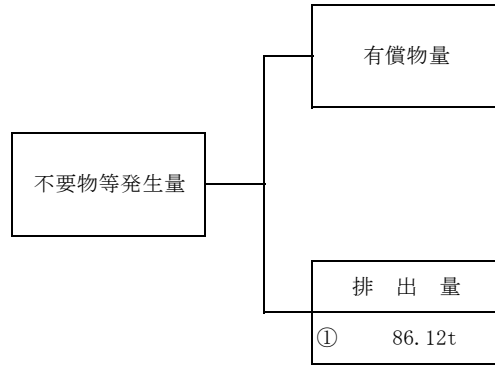 有償物量
不要物等発生量
排 出 量
① 86.12t